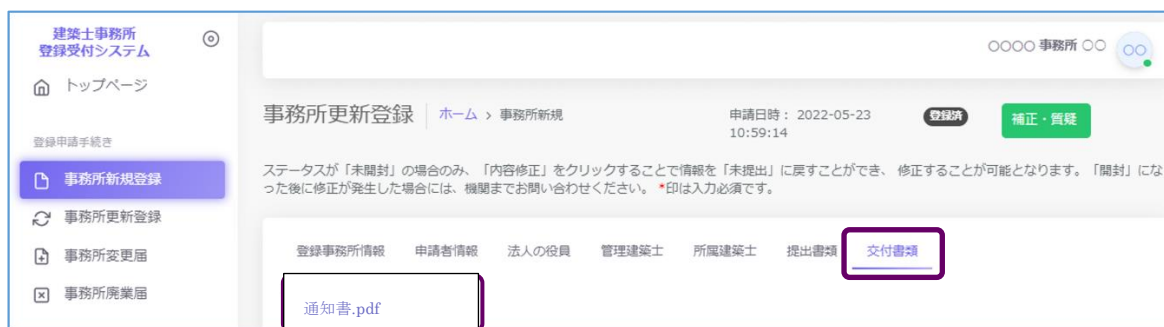 建築士事務所
登録受付システム
トップページ
登録申請手続き
事務所新規登録
事務所更新登録
事務所変更届
事務所廃業届
〇〇〇〇 事務所 〇〇
〇〇
事務所更新登録
ホーム > 事務所新規
申請日時： 2022-05-23
10:59:14
登録済
補正・質疑
ステータスが「未開封」の場合のみ、「内容修正」をクリックすることで情報を「未提出」に戻すことができ、 修正することが可能となります。「開封」にな
った後に修正が発生した場合には、機関までお問い合わせください。 *印は入力必須です。
登録事務所情報 申請者情報 法人の役員 管理建築士 所属建築士 提出書類 交付書類
通知書.pdf